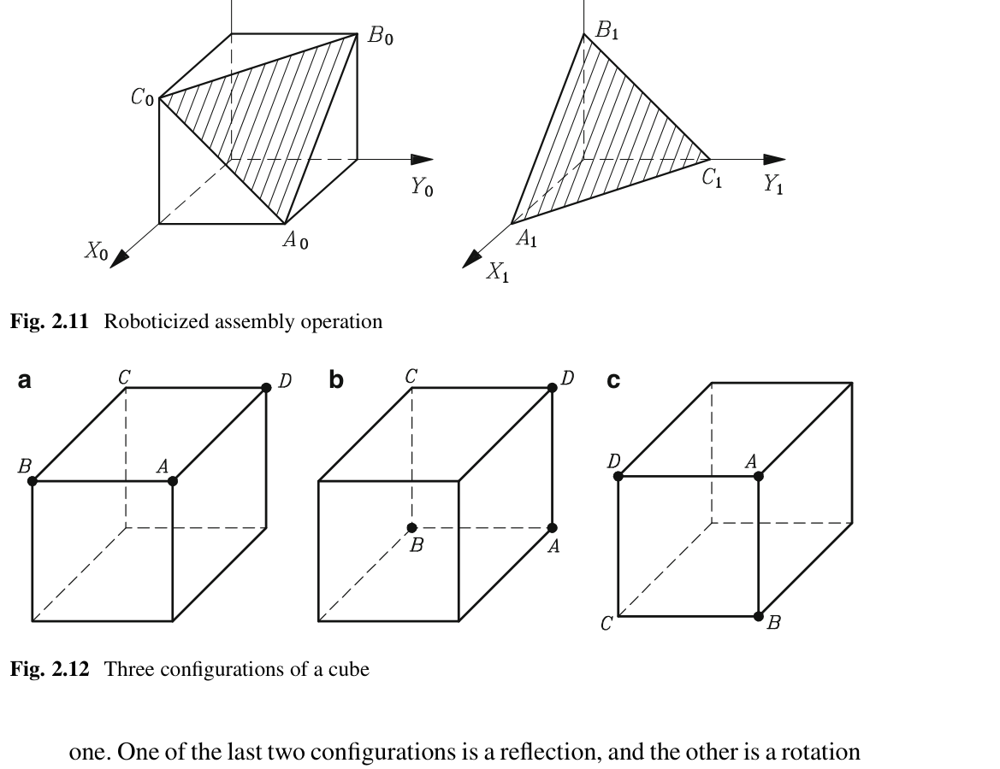 B0
B1
C0
Y0
C1
Y1
A0
A1
X0
X1
Fig. 2.11 Roboticized assembly operation
a
C
D
b
C
D
c
B
A
D
A
B
A
C
B
Fig. 2.12 Three configurations of a cube
one. One of the last two configurations is a reflection, and the other is a rotation